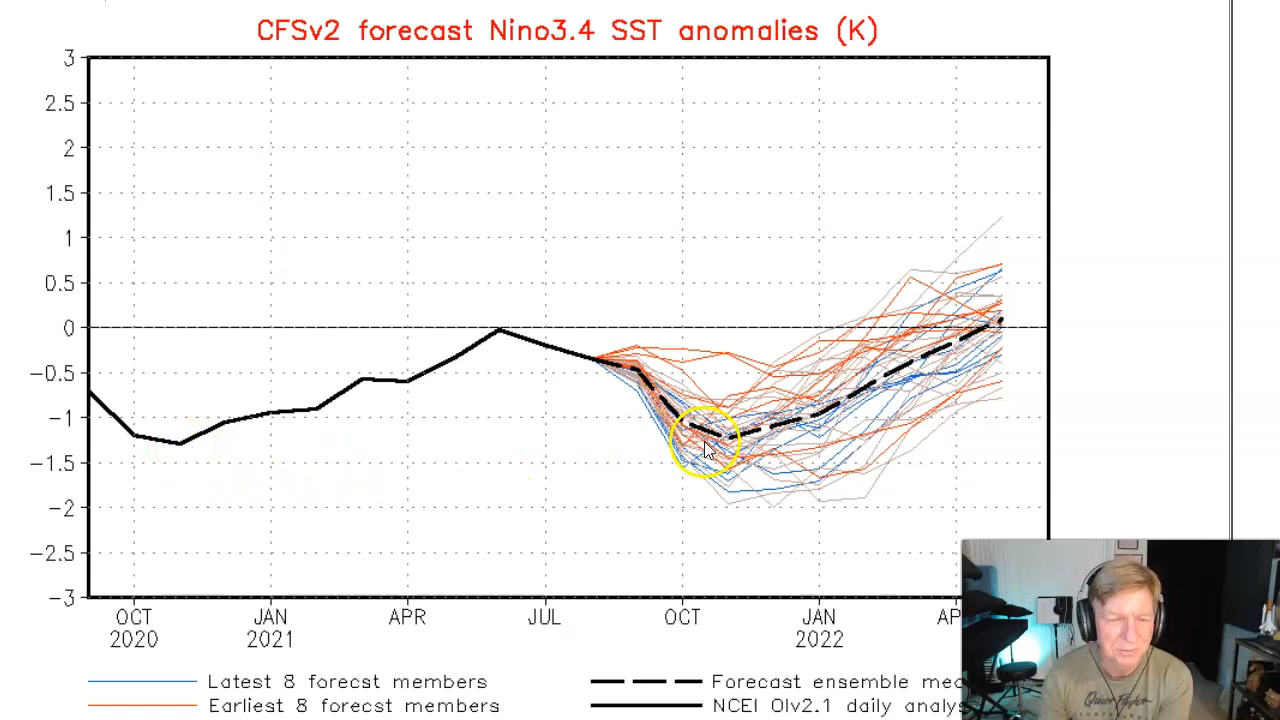 CFSv2 forecast Nino3.4 SST anomalies (K)
3
2.5
2
1.5
1
0.5
0
−0.5
−1
−1.5
−2
−2.5
−3
OCT JAN APR JUL OCT JAN
2020 2021 2022
Latest 8 forecst members Forecast ensemble
Earliest 8 forecst members NCEI OIv2.1 daily